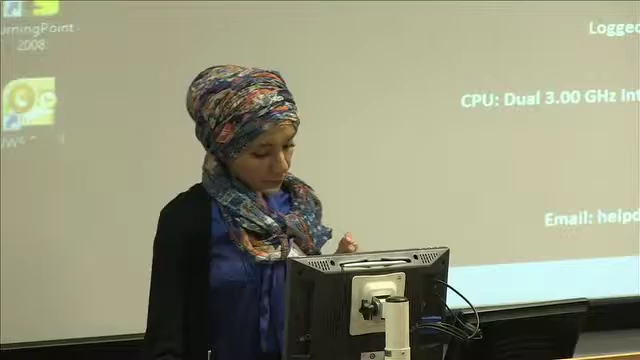 urningPoint
2008
Logged
CPU: Dual 3.00 GHz Int
Email: helpd